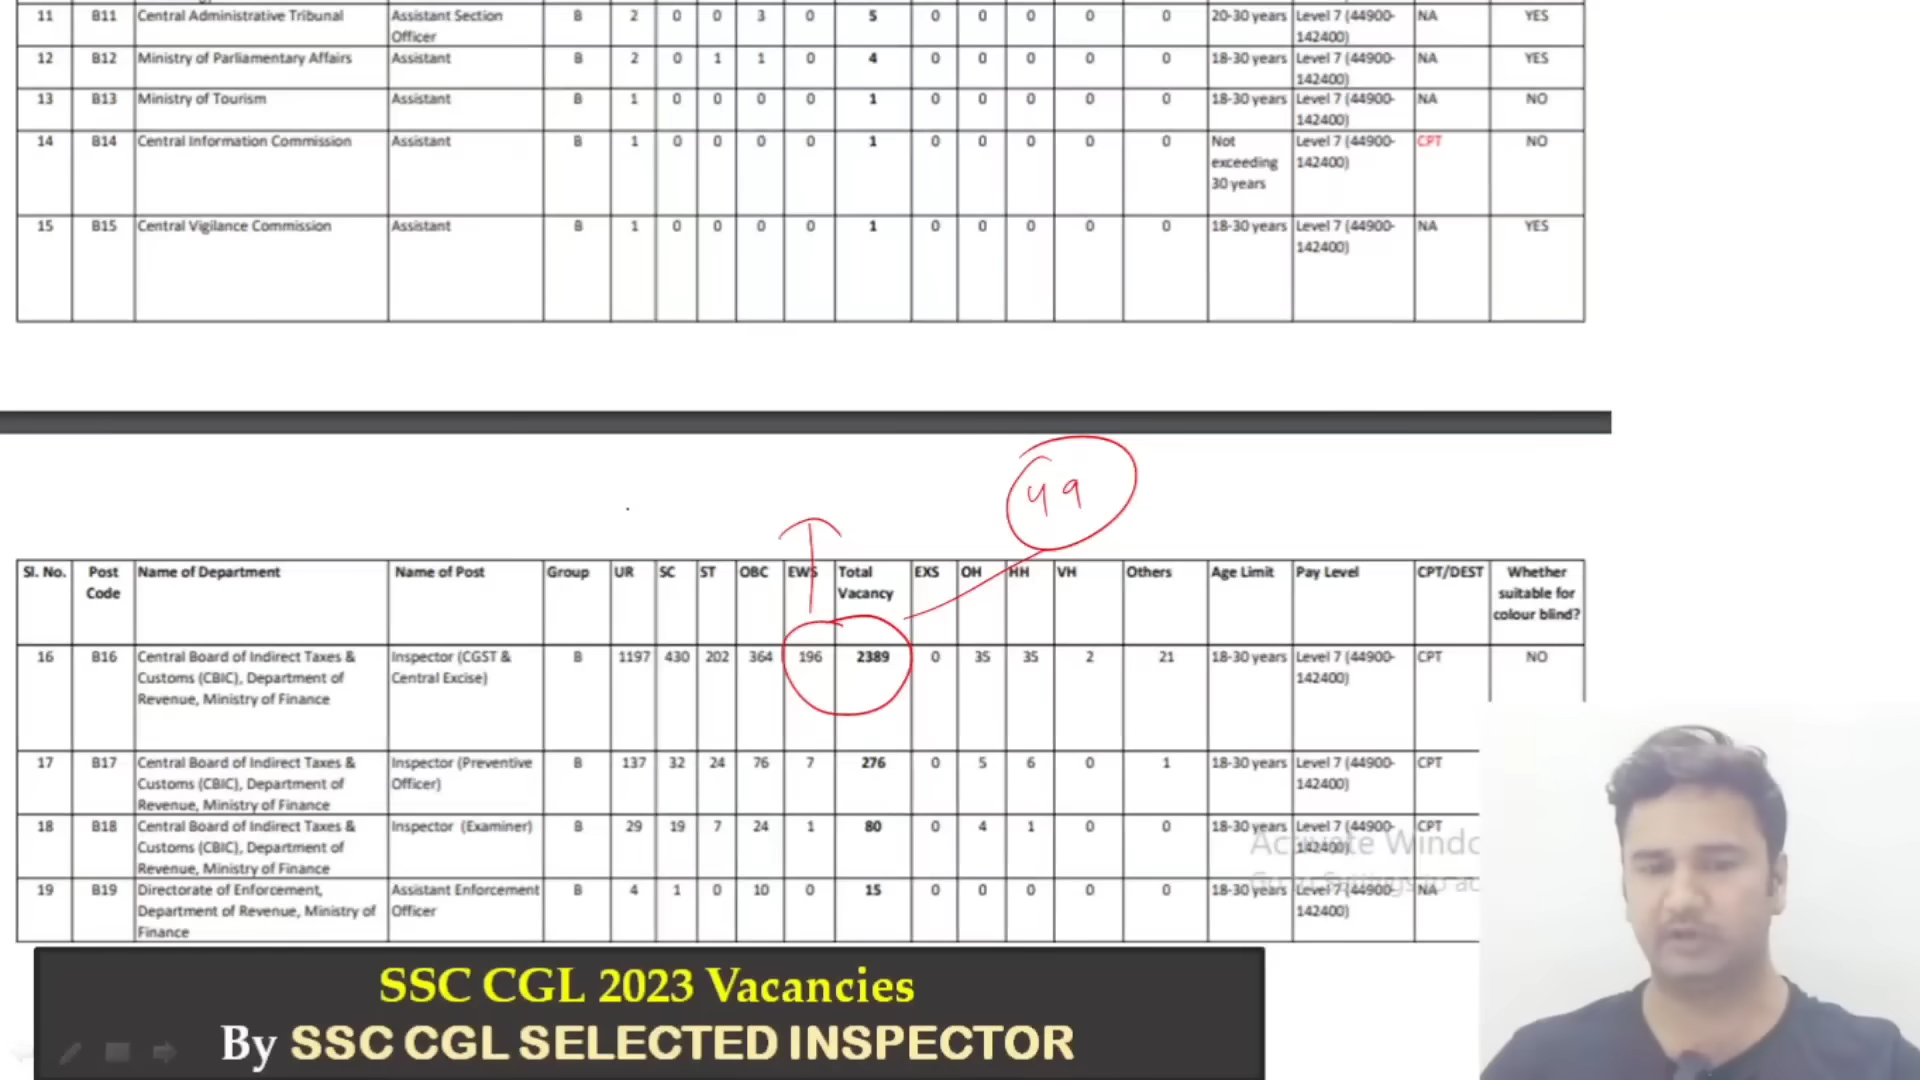 11 B11 Central Administrative Tribunal Assistant Section B 2 0 0 3 0 5 0 0 0 0 0 20-30 years Level 7 (44900- NA YES
Officer 142400)
12 B12 Ministry of Parliamentary Affairs Assistant B 2 0 1 1 0 4 0 0 0 0 0 18-30 years Level 7 (44900- NA YES
142400)
13 B13 Ministry of Tourism Assistant B 1 0 0 0 0 1 0 0 0 0 0 18-30 years Level 7 (44900- NA NO
142400)
14 B14 Central Information Commission Assistant B 1 0 0 0 0 1 0 0 0 0 0 Not Level 7 (44900- CPT NO
exceeding 142400)
30 years
15 B15 Central Vigilance Commission Assistant B 1 0 0 0 0 1 0 0 0 0 0 18-30 years Level 7 (44900- NA YES
142400)
49
Sl. No. Post Name of Department Name of Post Group UR SC ST OBC EWS Total EXS OH HH VH Others Age Limit Pay Level CPT/DEST Whether
Code Vacancy suitable for
colour blind?
16 B16 Central Board of Indirect Taxes & Inspector (CGST & B 1197 430 202 364 196 2389 0 35 35 2 21 18-30 years Level 7 (44900- CPT NO
Customs (CBIC), Department of Central Excise) 142400)
Revenue, Ministry of Finance
17 B17 Central Board of Indirect Taxes & Inspector (Preventive B 137 32 24 76 7 276 0 5 6 0 1 18-30 years Level 7 (44900- CPT
Customs (CBIC), Department of Officer) 142400)
Revenue, Ministry of Finance
18 B18 Central Board of Indirect Taxes & Inspector (Examiner) B 29 19 7 24 1 80 0 4 1 0 0 18-30 years Level 7 (44900- CPT
Customs (CBIC), Department of 142400)
Revenue, Ministry of Finance
19 B19 Directorate of Enforcement, Assistant Enforcement B 4 1 0 10 0 15 0 0 0 0 0 18-30 years Level 7 (44900- NA
Department of Revenue, Ministry of Officer 142400)
Finance
Activate Windo
SSC CGL 2023 Vacancies
By SSC CGL SELECTED INSPECTOR